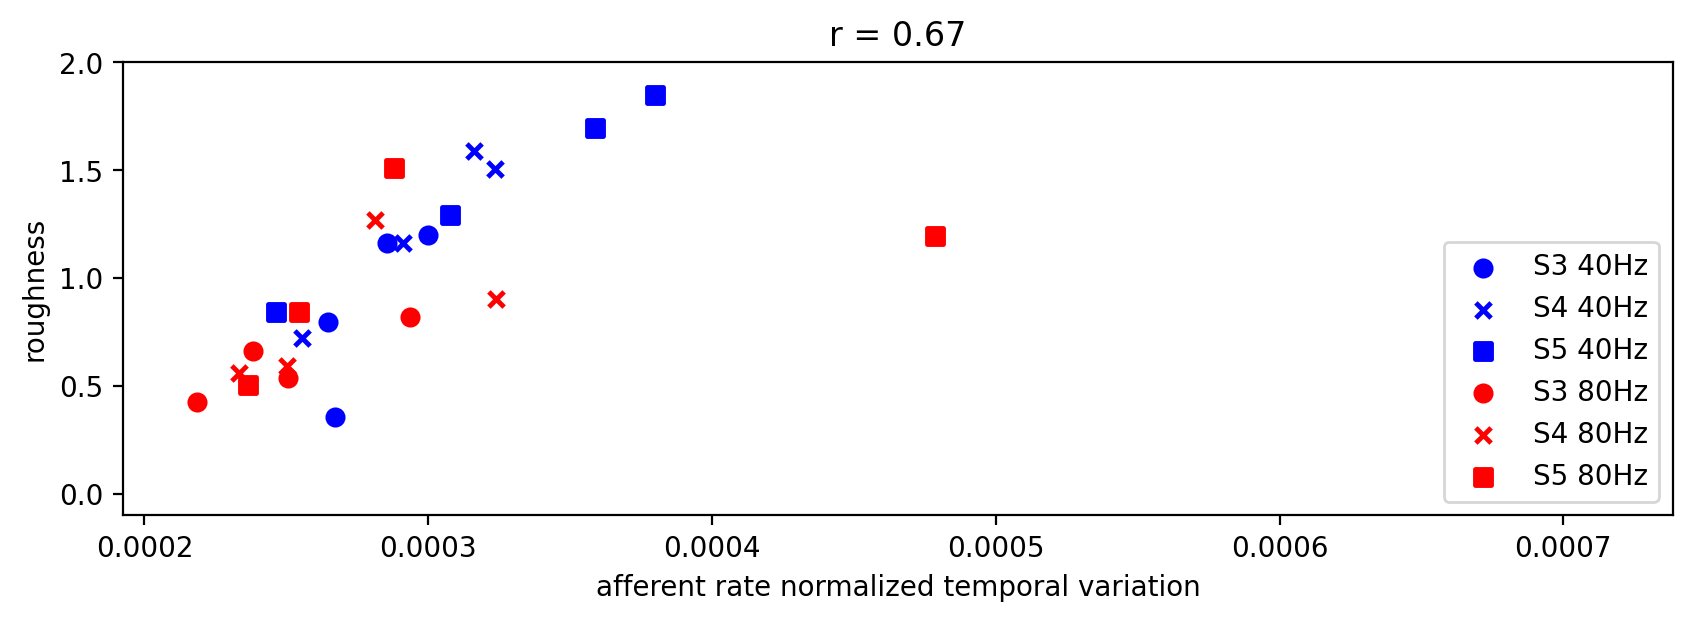 r = 0.67
2.0
1.5
1.0
0.5
0.0
roughness
S3 40Hz
S4 40Hz
S5 40Hz
S3 80Hz
S4 80Hz
S5 80Hz
0.0002 0.0003 0.0004 0.0005 0.0006 0.0007
afferent rate normalized temporal variation